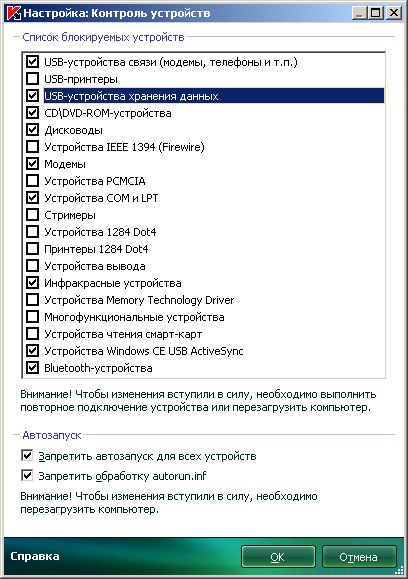 Настройка: Контроль устройств
Список блокируемых устройств
USB-устройства связи (модемы, телефоны и т.п.)
USB-принтеры
USB-устройства хранения данных
CD\DVD-ROM-устройства
Дисководы
Устройства IEEE 1394 (Firewire)
Модемы
Устройства PCMCIA
Устройства COM и LPT
Стримеры
Устройства 1284 Dot4
Принтеры 1284 Dot4
Устройства вывода
Инфракрасные устройства
Устройства Memory Technology Driver
Многофункциональные устройства
Устройства чтения смарт-карт
Устройства Windows CE USB ActiveSync
Bluetooth-устройства
Внимание! Чтобы изменения вступили в силу, необходимо выполнить
повторное подключение устройства или перезагрузить компьютер.
Автозапуск
Запретить автозапуск для всех устройств
Запретить обработку autorun.inf
Внимание! Чтобы изменения вступили в силу, необходимо
перезагрузить компьютер.
Справка
OK
Отмена